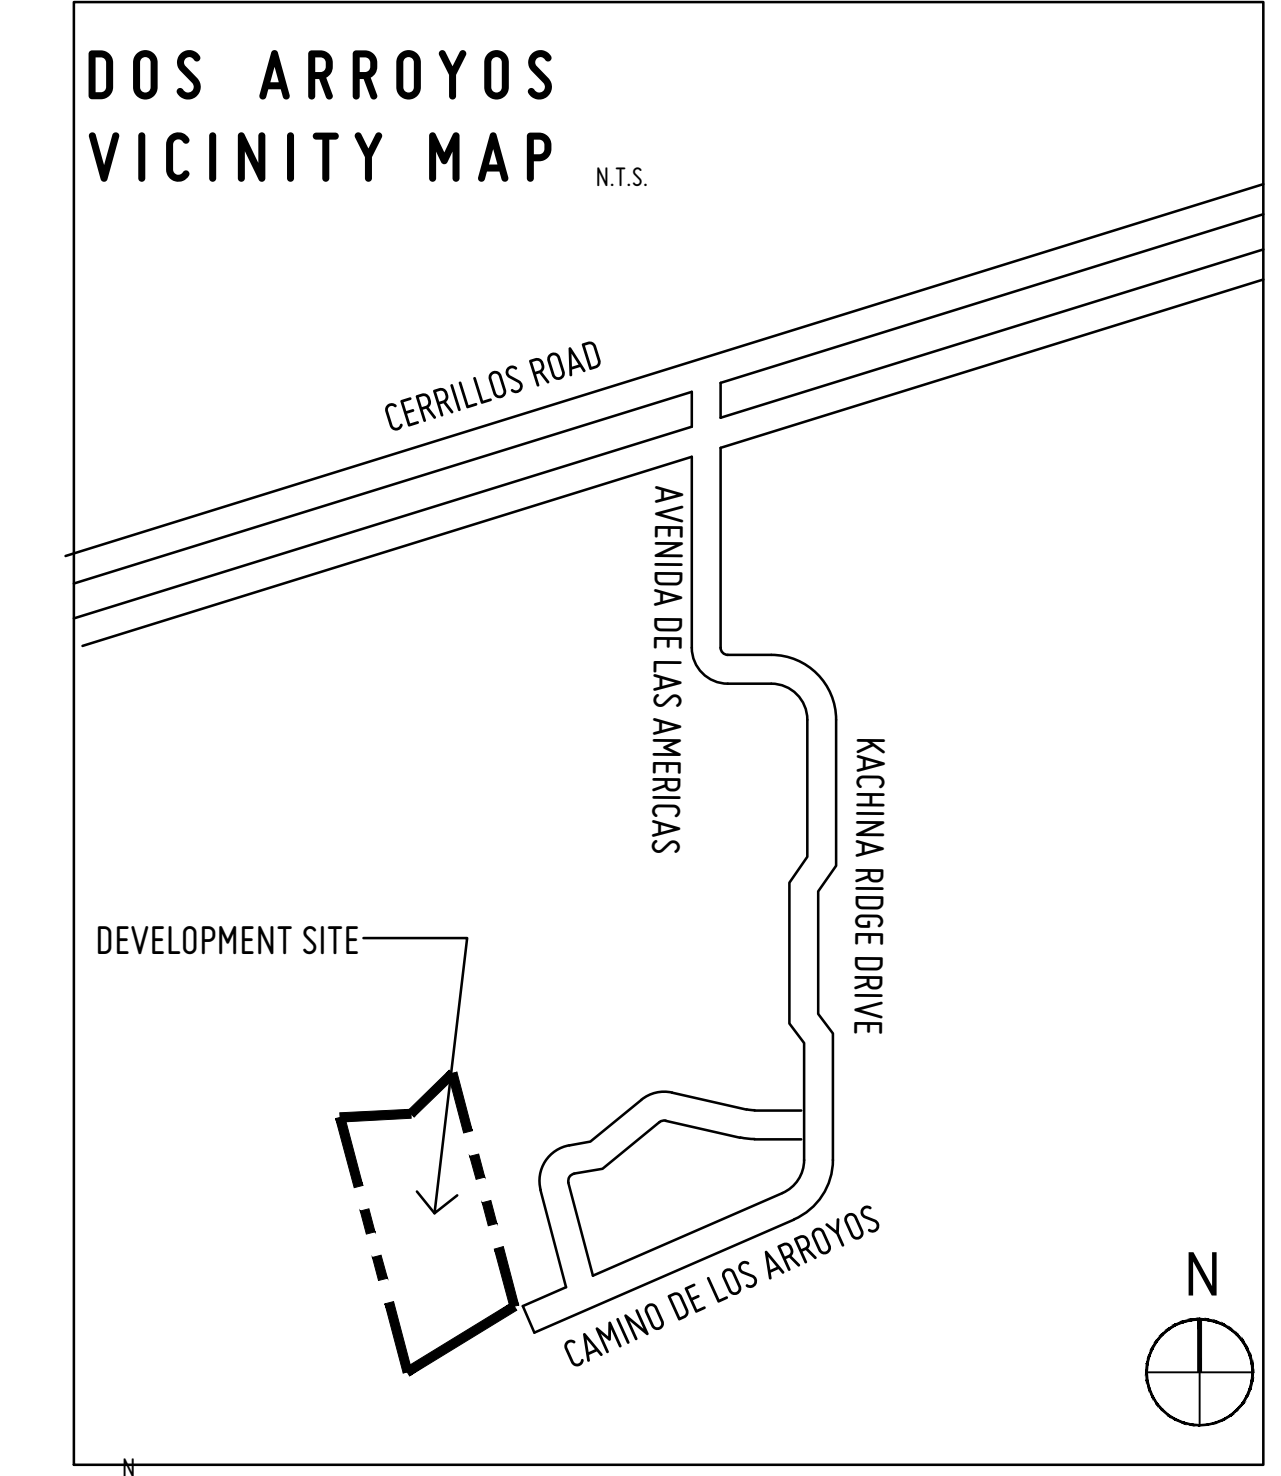 DOS ARROYOS
VICINITY MAP
N.T.S.
CERRILLOS ROAD
AVENIDA DE LAS AMERICAS
KACHINA RIDGE DRIVE
DEVELOPMENT SITE
CAMINO DE LOS ARROYOS
N
N